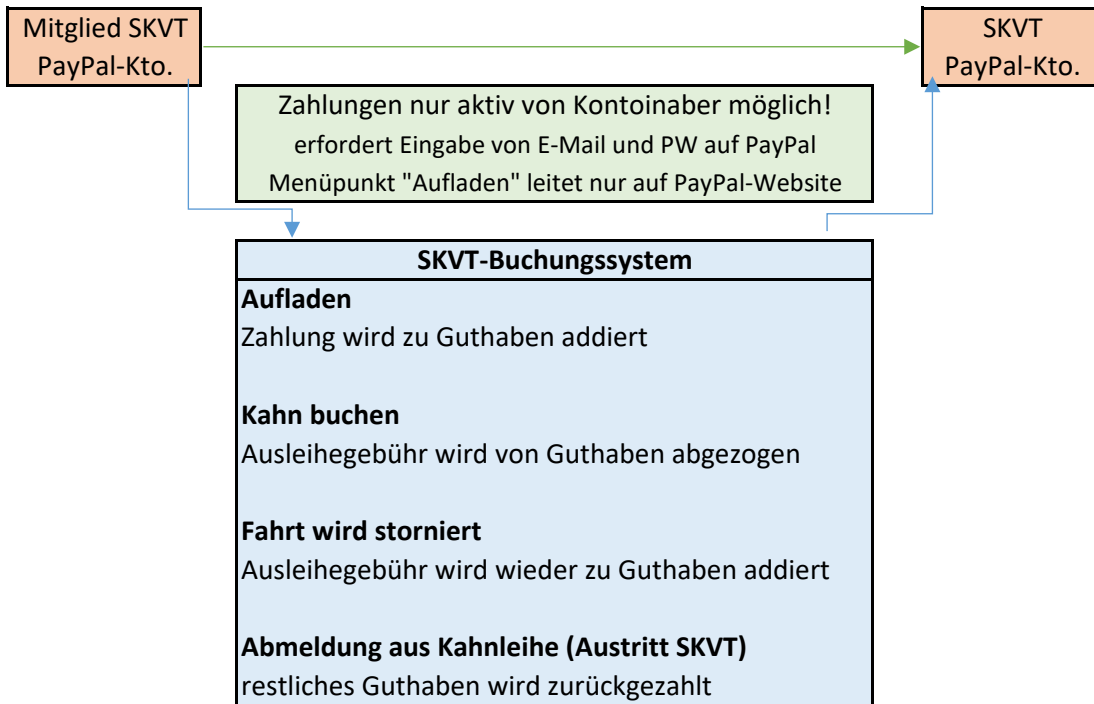 Mitglied SKVT
PayPal-Kto.
SKVT
PayPal-Kto.
Zahlungen nur aktiv von Kontoinaber möglich!
erfordert Eingabe von E-Mail und PW auf PayPal
Menüpunkt "Aufladen" leitet nur auf PayPal-Website
SKVT-Buchungssystem
Aufladen
Zahlung wird zu Guthaben addiert
Kahn buchen
Ausleihegebühr wird von Guthaben abgezogen
Fahrt wird storniert
Ausleihegebühr wird wieder zu Guthaben addiert
Abmeldung aus Kahnleihe (Austritt SKVT)
restliches Guthaben wird zurückgezahlt